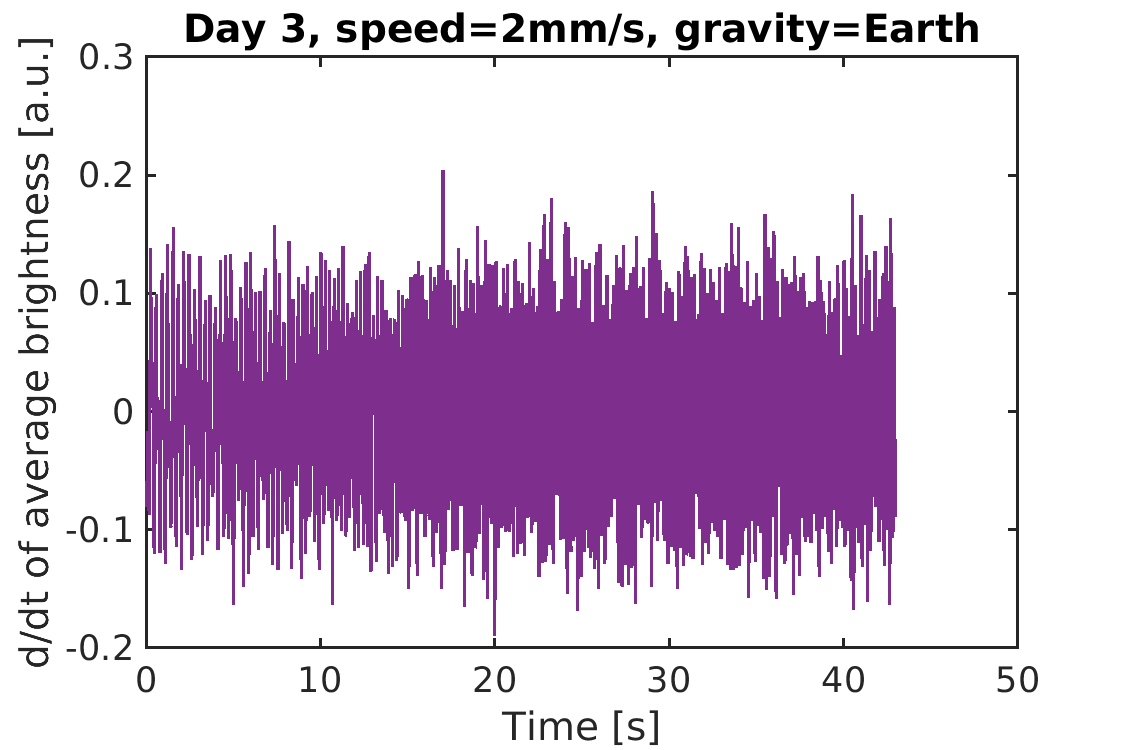 Day 3, speed=2mm/s, gravity=Earth
d/dt of average brightness [a.u.]
0.3
0.2
0.1
0
-0.1
-0.2
0 10 20 30 40 50
Time [s]